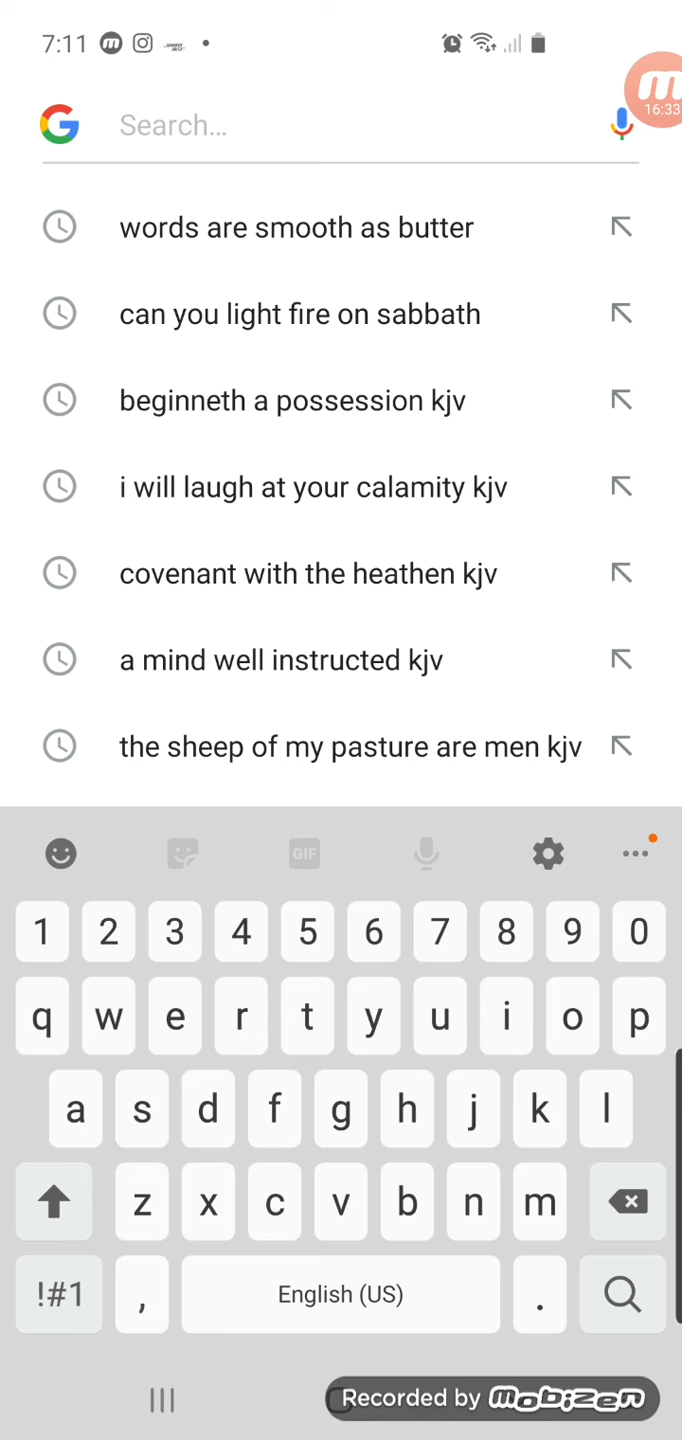 7:11
16:33
Search...
words are smooth as butter
can you light fire on sabbath
beginneth a possession kjv
i will laugh at your calamity kjv
covenant with the heathen kjv
a mind well instructed kjv
the sheep of my pasture are men kjv
GIF
1 2 3 4 5 6 7 8 9 0
q w e r t y u i o p
a s d f g h j k l
z x c v b n m
!#1 , English (US) .
Recorded by mobizen